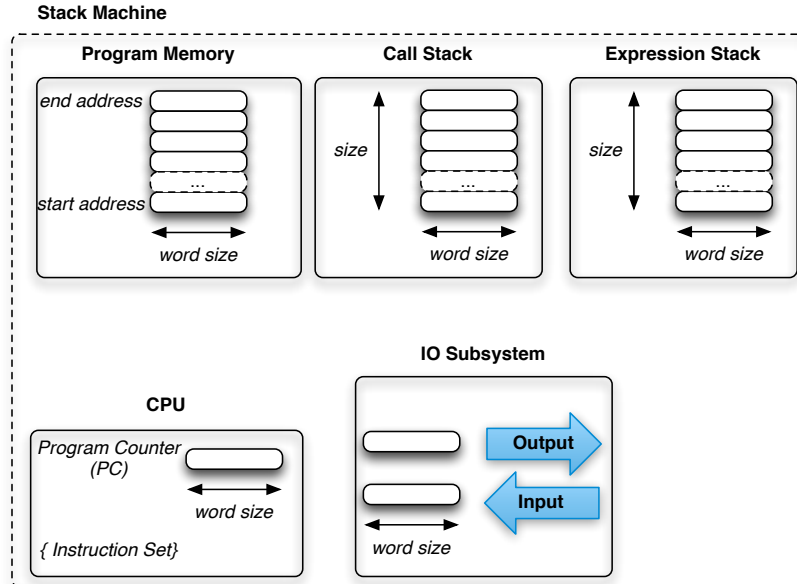 Stack Machine
Program Memory
end address
...
start address
word size
Call Stack
size
...
word size
Expression Stack
size
...
word size
CPU
Program Counter
(PC)
word size
{ Instruction Set}
IO Subsystem
Output
Input
word size